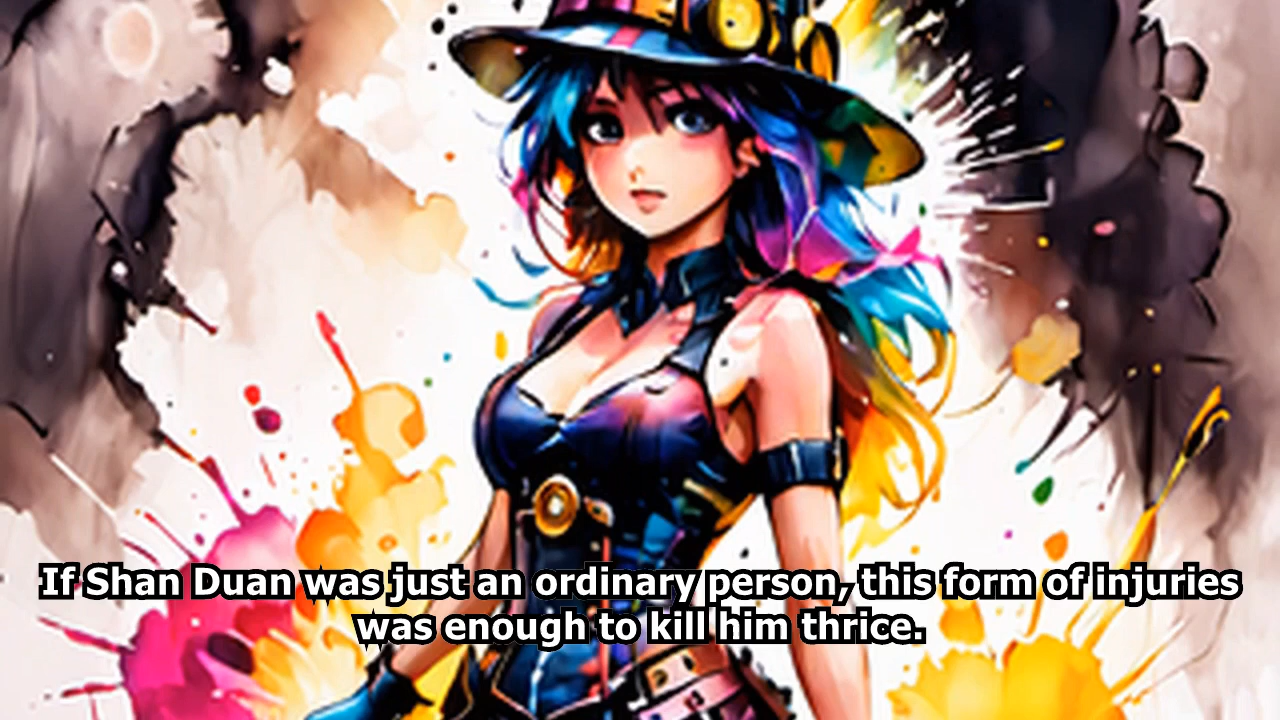 If Shan Duan was just an ordinary person, this form of injuries
was enough to kill him thrice.